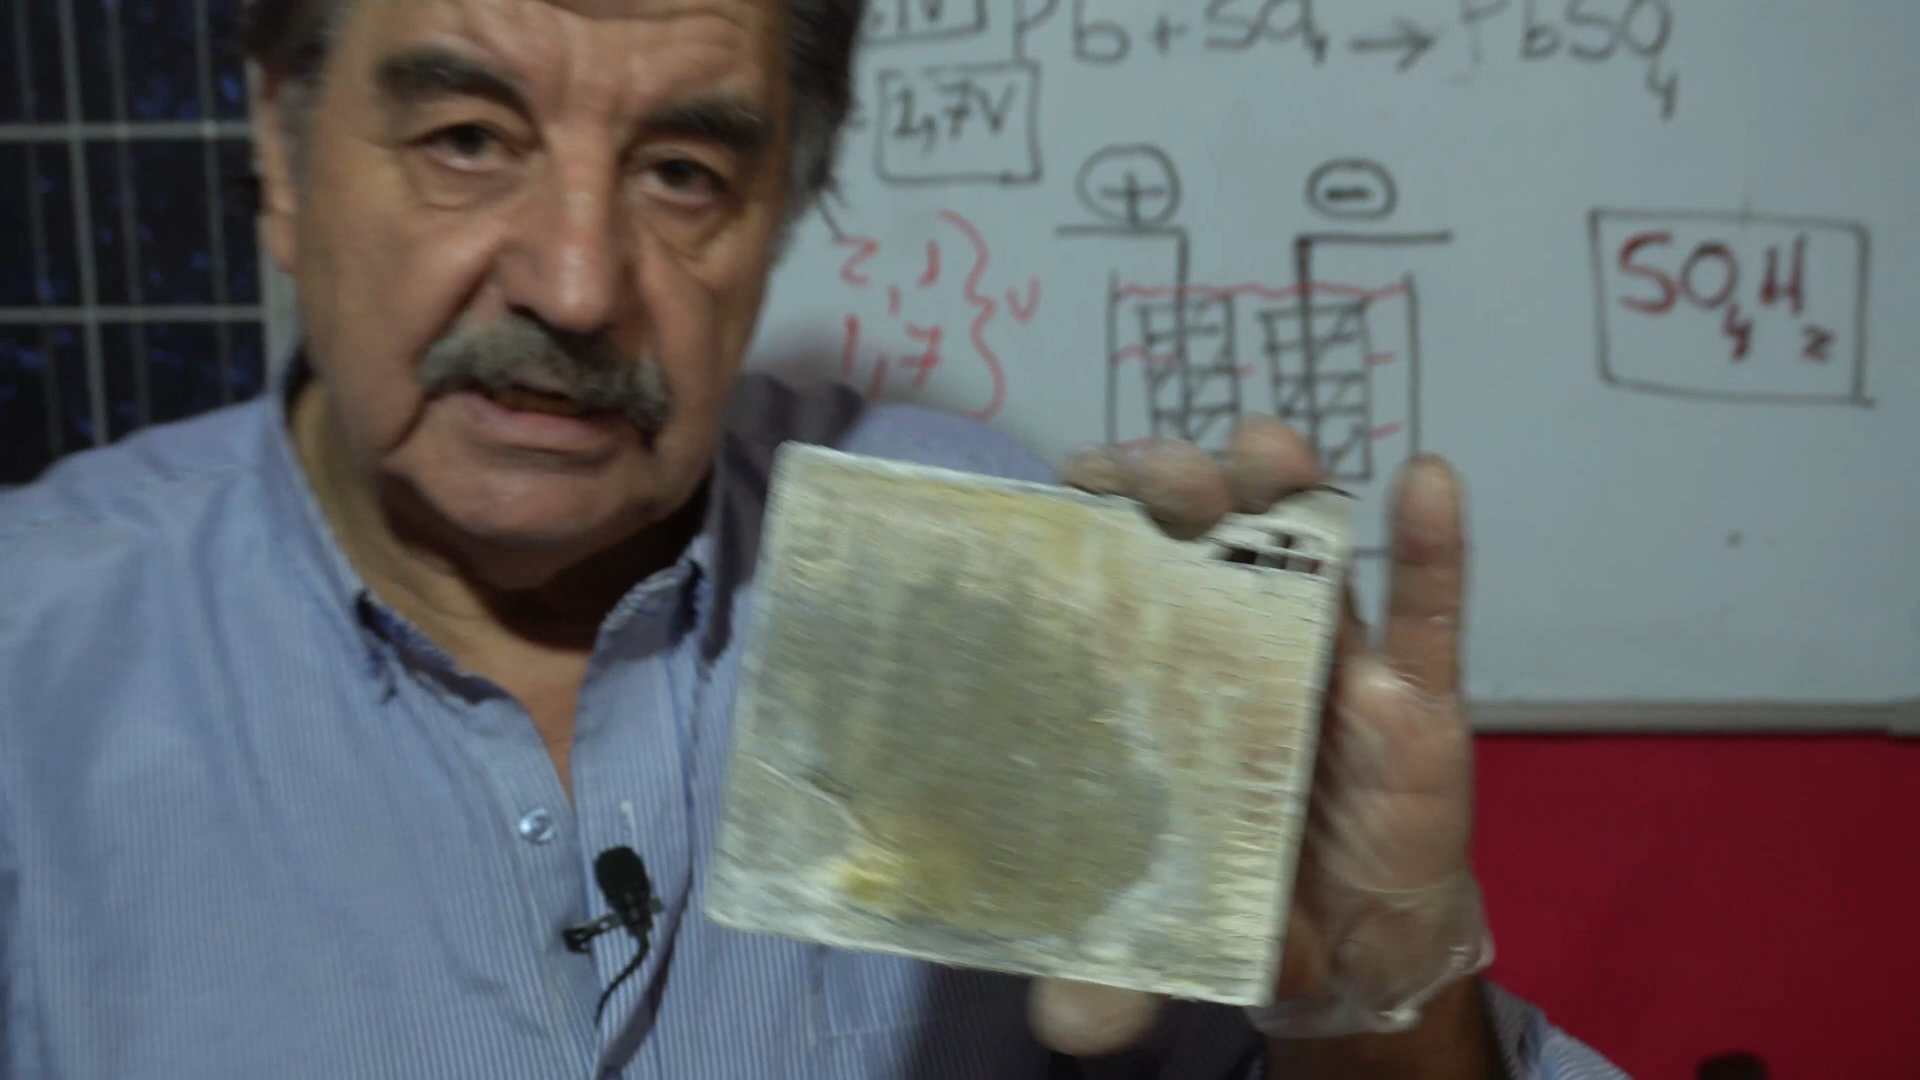 Pb + SO4 → PbSO4
1,7V
+ −
2,1
1,7
V
SO4H2